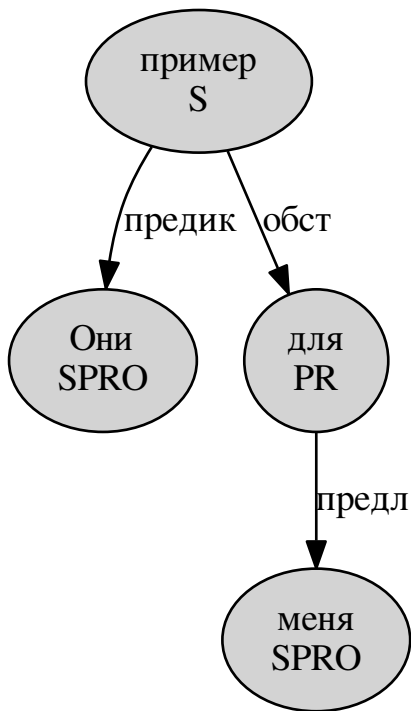 пример
S
предик
обст
Они
SPRO
для
PR
предл
меня
SPRO